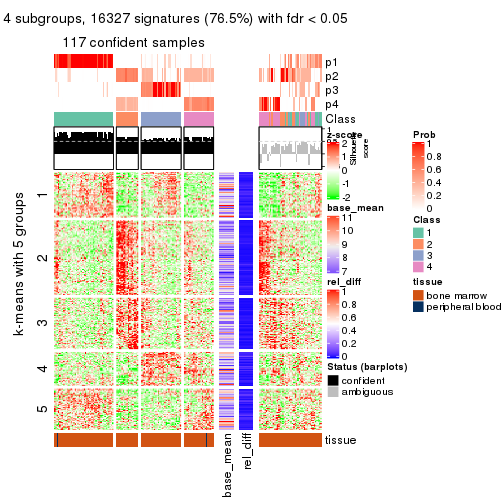 4 subgroups, 16327 signatures (76.5%) with fdr < 0.05
117 confident samples
p1
p2
p3
p4
Class
Silhouette
score
1
2
3
4
5
k-means with 5 groups
base_mean
rel_diff
tissue
z-score
2
1
0
-1
-2
base_mean
11
10
9
8
7
rel_diff
1
0.8
0.6
0.4
0.2
0
Status (barplots)
confident
ambiguous
Prob
1
0.8
0.6
0.4
0.2
0
Class
1
2
3
4
tissue
bone marrow
peripheral blood